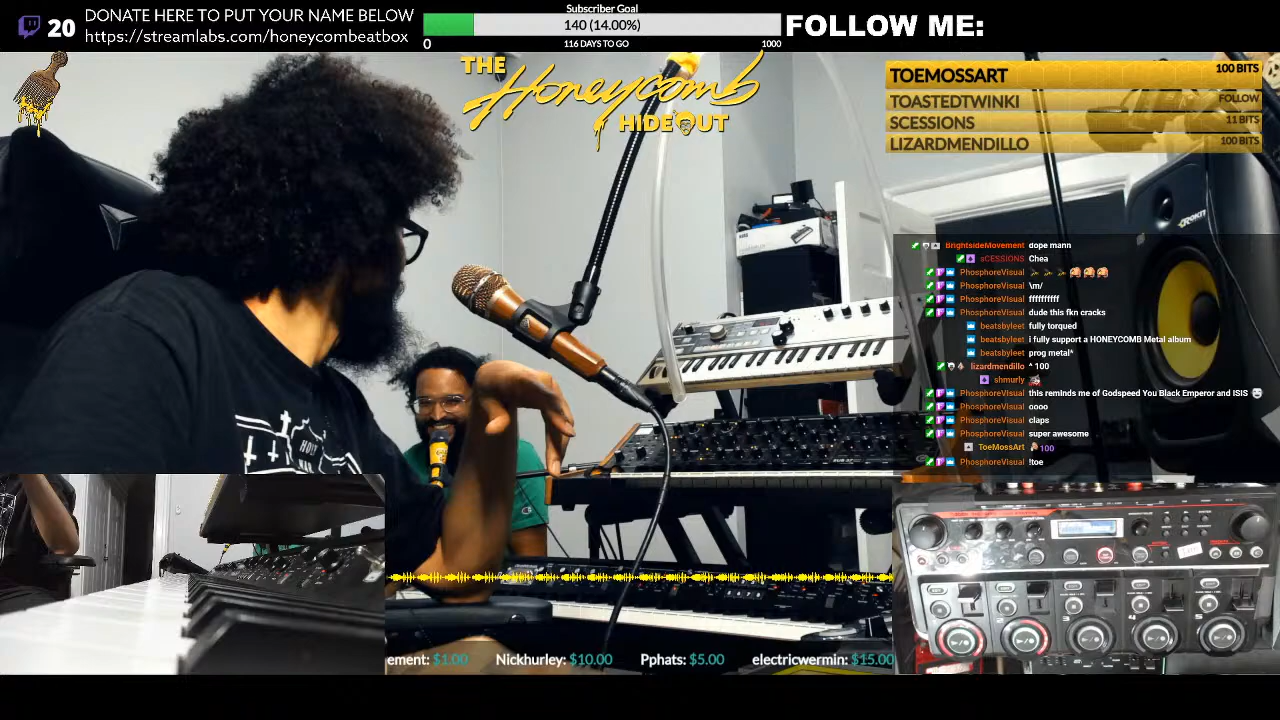 20
DONATE HERE TO PUT YOUR NAME BELOW
https://streamlabs.com/honeycombeatbox
Subscriber Goal
140 (14.00%)
0
116 DAYS TO GO
1000
FOLLOW ME:
THE
Honeycomb
HIDEOUT
TOEMOSSART 100 BITS
TOASTEDTWINKI FOLLOW
SCESSIONS 11 BITS
LIZARDMENDILLO 100 BITS
ROKIT
BrightsideMovement dope mann
sCESSIONS Chea
PhosphoreVisual
PhosphoreVisual \m/
PhosphoreVisual ffffffffff
PhosphoreVisual dude this fkn cracks
beatsbyleet fully torqued
beatsbyleet i fully support a HONEYCOMB Metal album
beatsbyleet prog metal*
lizardmendillo ^ 100
shmurly
PhosphoreVisual this reminds me of Godspeed You Black Emperor and ISIS
PhosphoreVisual oooo
PhosphoreVisual claps
PhosphoreVisual super awesome
ToeMossArt 100
PhosphoreVisual !toe
HOLY
ement: $1.00 Nickhurley: $10.00 Pphats: $5.00 electricwermin: $15.00